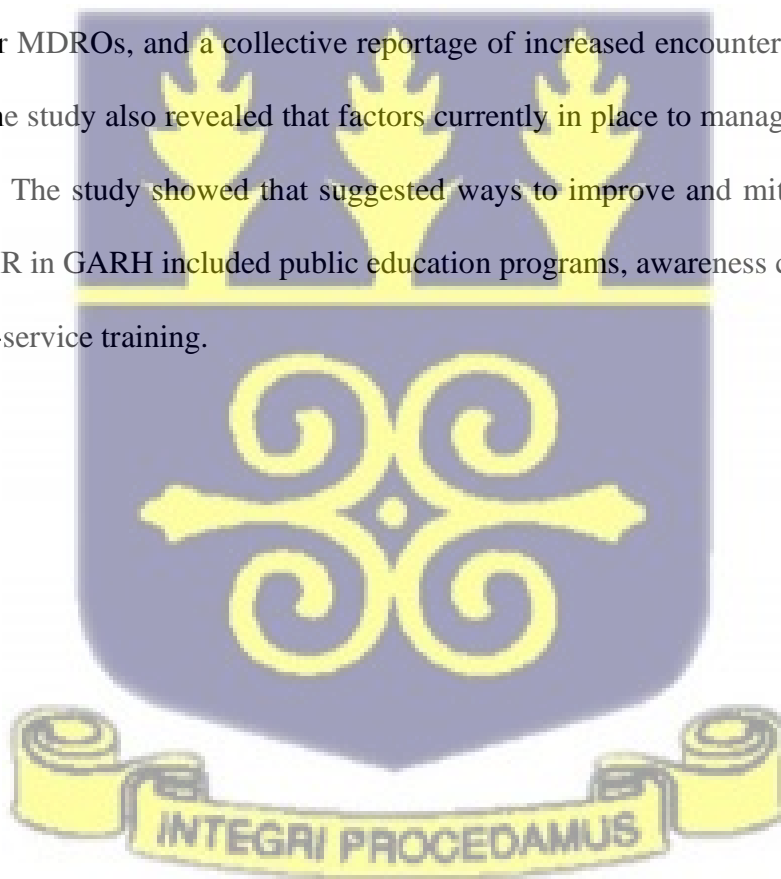 r MDROs, and a collective reportage of increased encounter
ne study also revealed that factors currently in place to manag
The study showed that suggested ways to improve and mit
R in GARH included public education programs, awareness c
-service training.
INTEGRI PROCEDAMUS